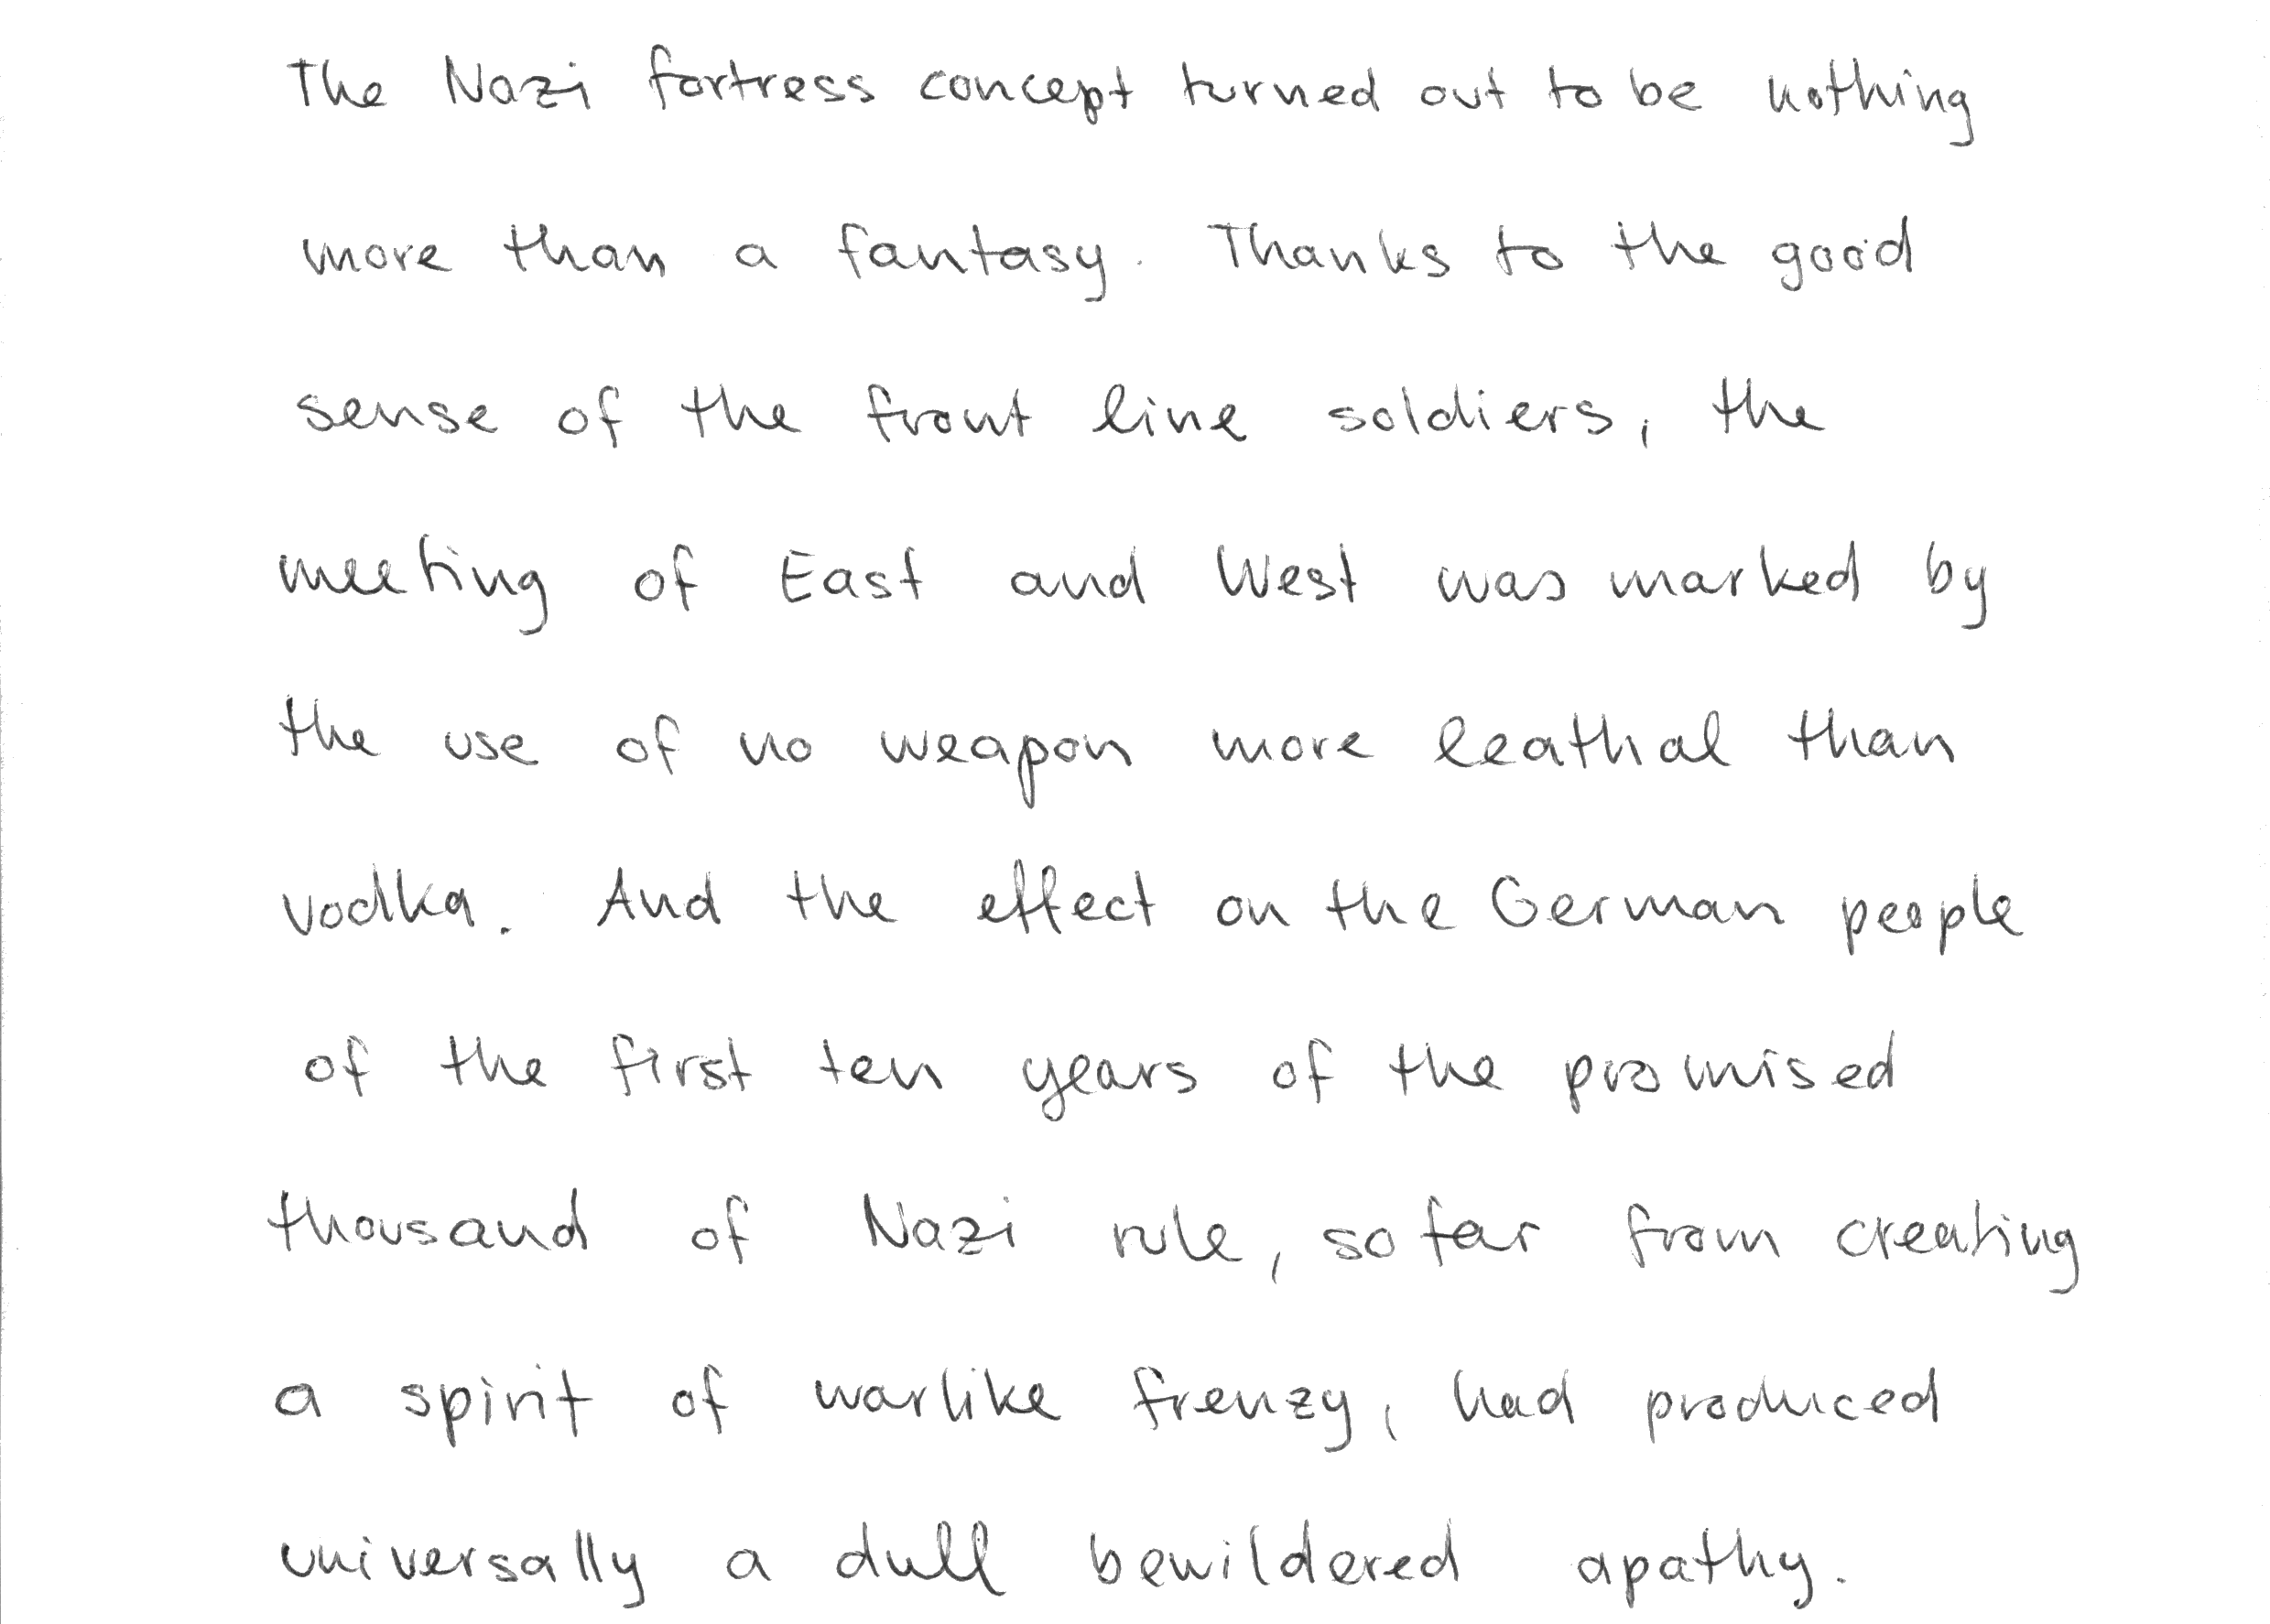 The Nazi fortress concept turned out to be nothing
more than a fantasy. Thanks to the good
sense of the front line soldiers, the
meeting of East and West was marked by
the use of no weapon more leathal than
vodka. And the effect on the German people
of the first ten years of the promised
thousand of Nazi rule, so far from creating
a spirit of warlike frenzy, had produced
universally a dull bewildered apathy.